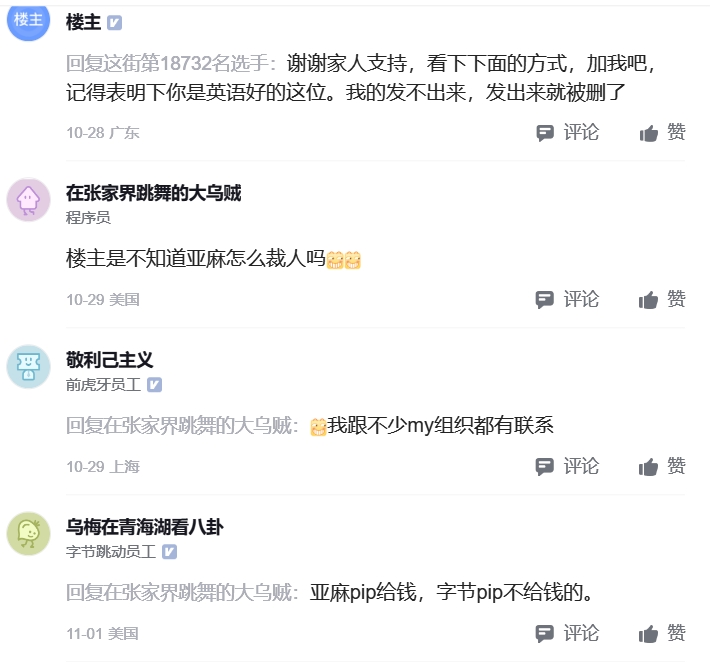 楼主
楼主
回复这街第18732名选手：谢谢家人支持，看下下面的方式，加我吧，
记得表明下你是英语好的这位。我的发不出来，发出来就被删了
10-28 广东
评论
赞
在张家界跳舞的大乌贼
程序员
楼主是不知道亚麻怎么裁人吗
10-29 美国
评论
赞
敬利己主义
前虎牙员工
回复在张家界跳舞的大乌贼：我跟不少my组织都有联系
10-29 上海
评论
赞
乌梅在青海湖看八卦
字节跳动员工
回复在张家界跳舞的大乌贼：亚麻pip给钱，字节pip不给钱的。
11-01 美国
评论
赞